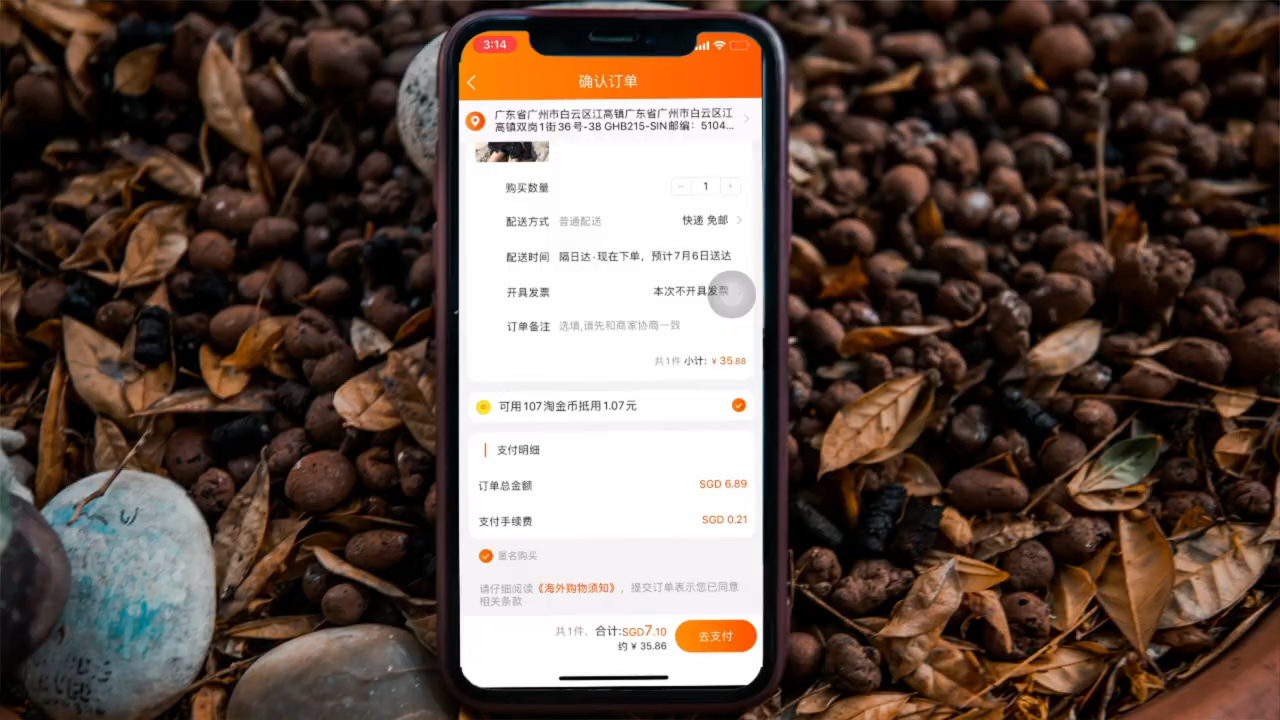 3:14
确认订单
广东省广州市白云区江高镇广东省广州市白云区江
高镇双岗1街36号-38 GHB215-SIN邮编：5104...
购买数量 1
配送方式 普通配送 快递 免邮
配送时间 隔日达·现在下单，预计7月6日送达
开具发票 本次不开具发票
订单备注 选填,请先和商家协商一致
共1件 小计: ¥ 35.88
可用107淘金币抵用1.07元
支付明细
订单总金额 SGD 6.89
支付手续费 SGD 0.21
匿名购买
请仔细阅读《海外购物须知》，提交订单表示您已同意
相关条款
共1件， 合计:SGD7.10
约 ¥ 35.86
去支付